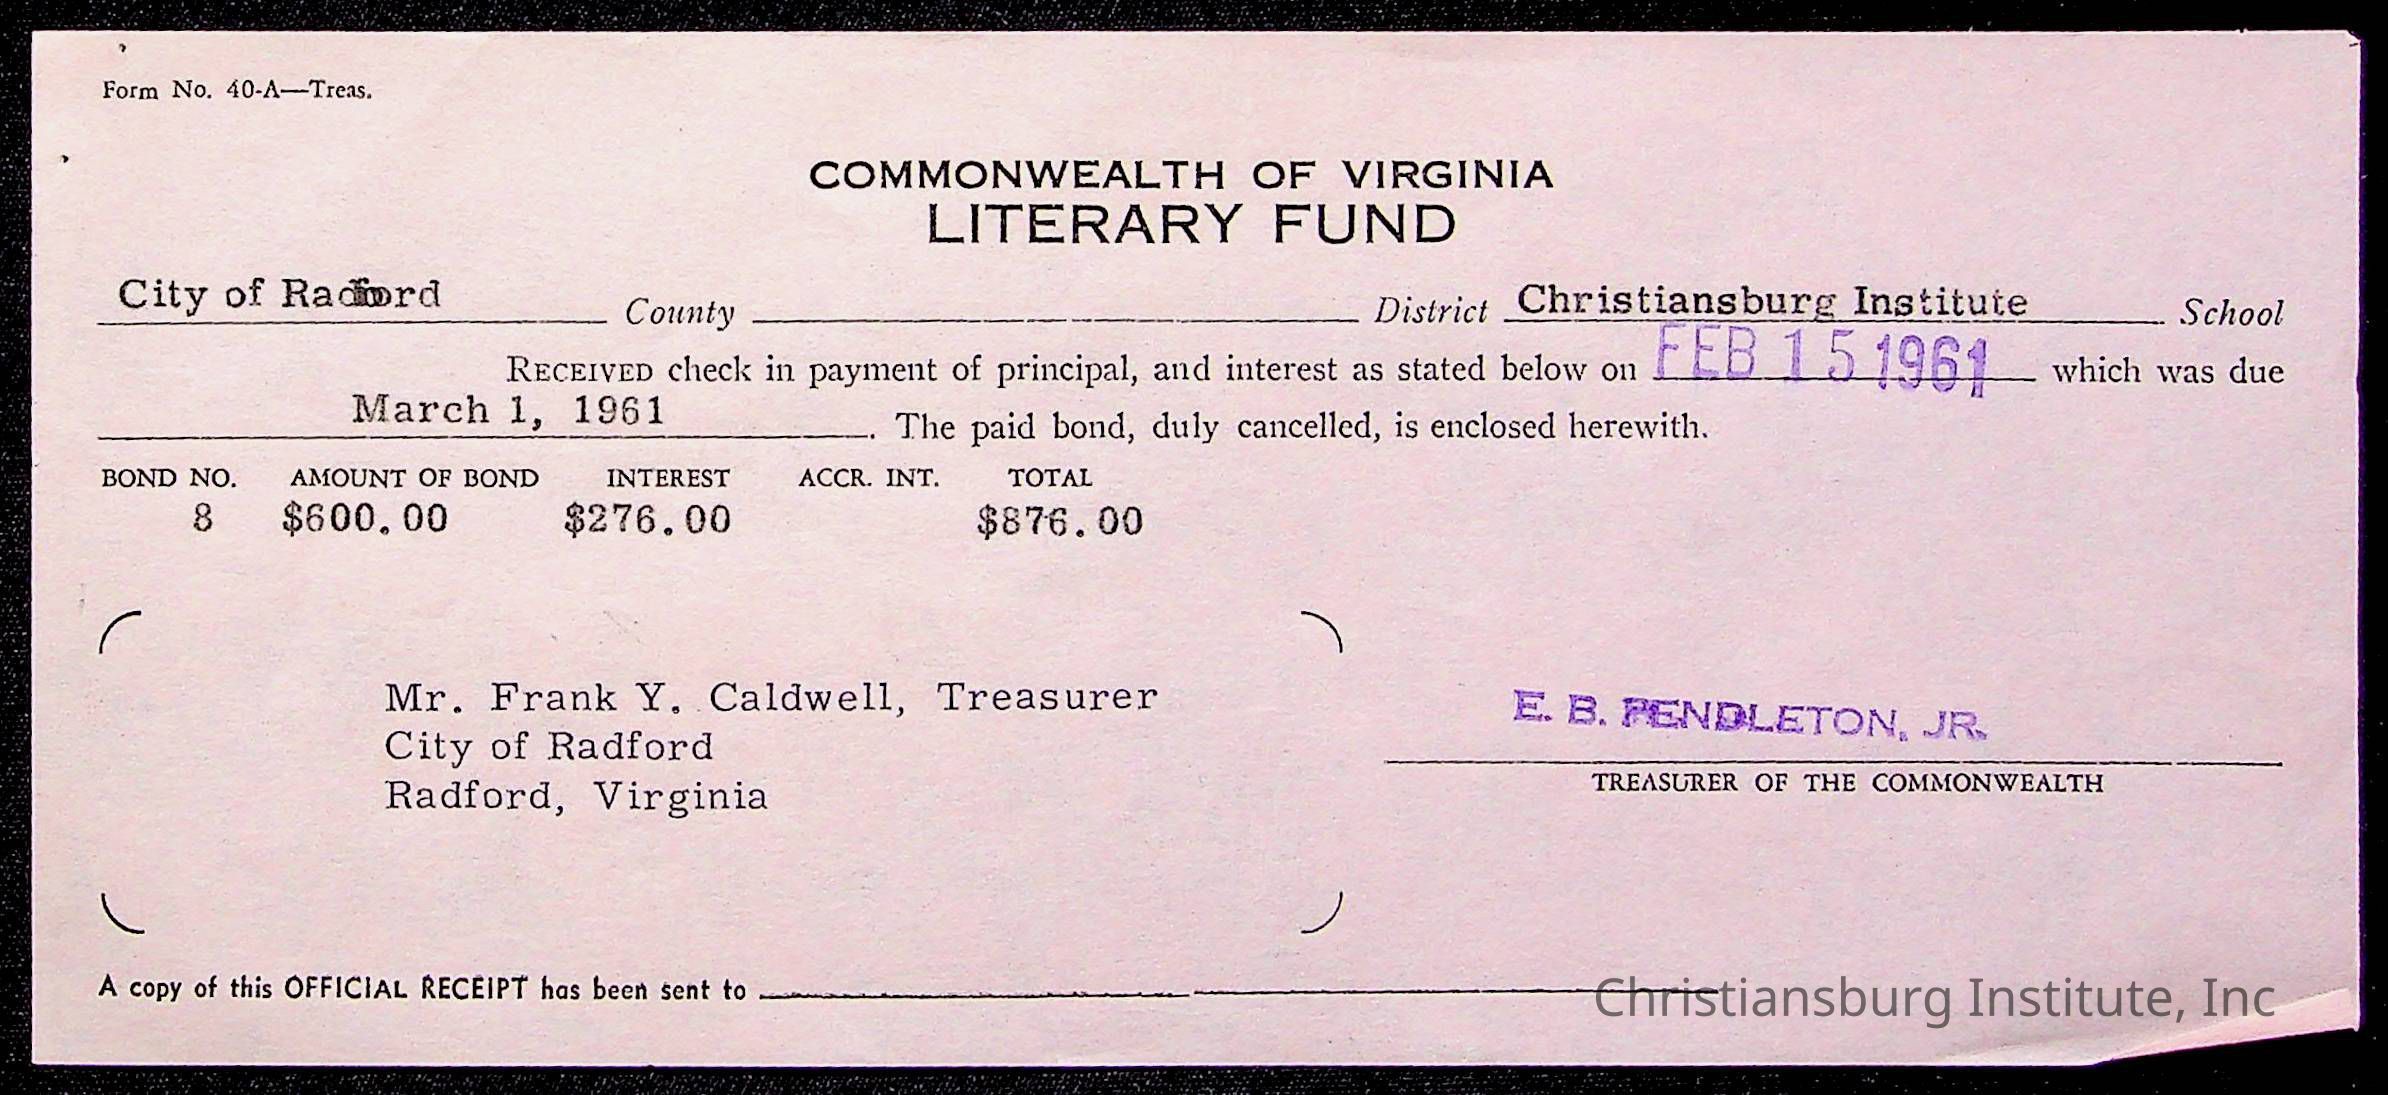 Form No. 40-A—Treas.
COMMONWEALTH OF VIRGINIA
LITERARY FUND
City of Radford County District Christiansburg Institute School
RECEIVED check in payment of principal, and interest as stated below on FEB 15 1961 which was due
March 1, 1961. The paid bond, duly cancelled, is enclosed herewith.
BOND NO. AMOUNT OF BOND INTEREST ACCR. INT. TOTAL
8 $600.00 $276.00 $876.00
Mr. Frank Y. Caldwell, Treasurer
City of Radford
Radford, Virginia
E. B. PENDLETON, JR.
TREASURER OF THE COMMONWEALTH
A copy of this OFFICIAL RECEIPT has been sent to
Christiansburg Institute, Inc